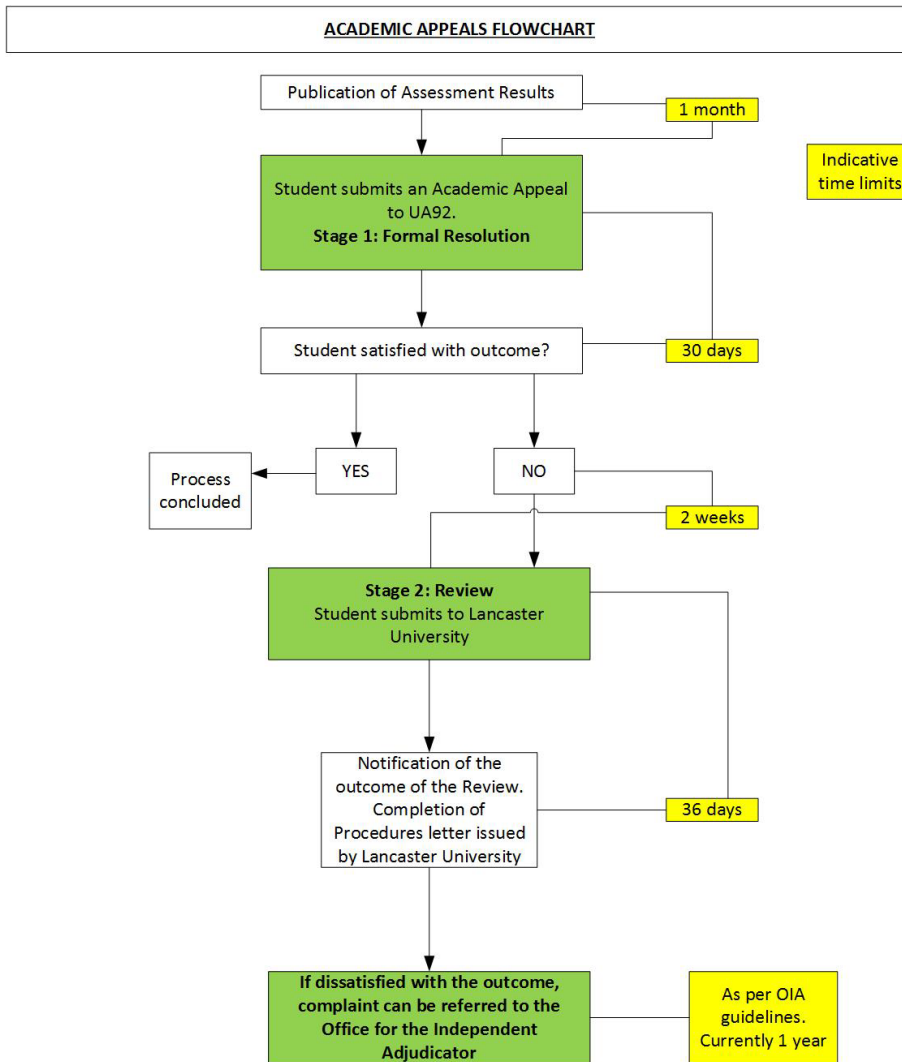 ACADEMIC APPEALS FLOWCHART
Publication of Assessment Results
1 month
Indicative
time limits
Student submits an Academic Appeal
to UA92.
Stage 1: Formal Resolution
Student satisfied with outcome?
30 days
YES
NO
Process
concluded
2 weeks
Stage 2: Review
Student submits to Lancaster
University
Notification of the
outcome of the Review.
Completion of
Procedures letter issued
by Lancaster University
36 days
If dissatisfied with the outcome,
complaint can be referred to the
Office for the Independent
Adjudicator
As per OIA
guidelines.
Currently 1 year